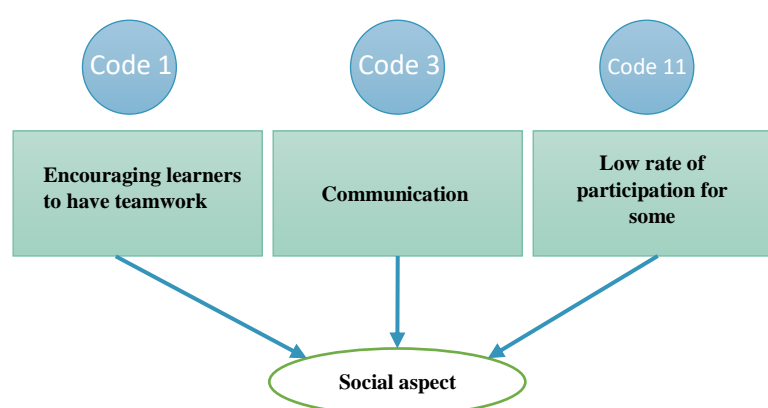 Code 1
Code 3
Code 11
Encouraging learners
to have teamwork
Communication
Low rate of
participation for
some
Social aspect